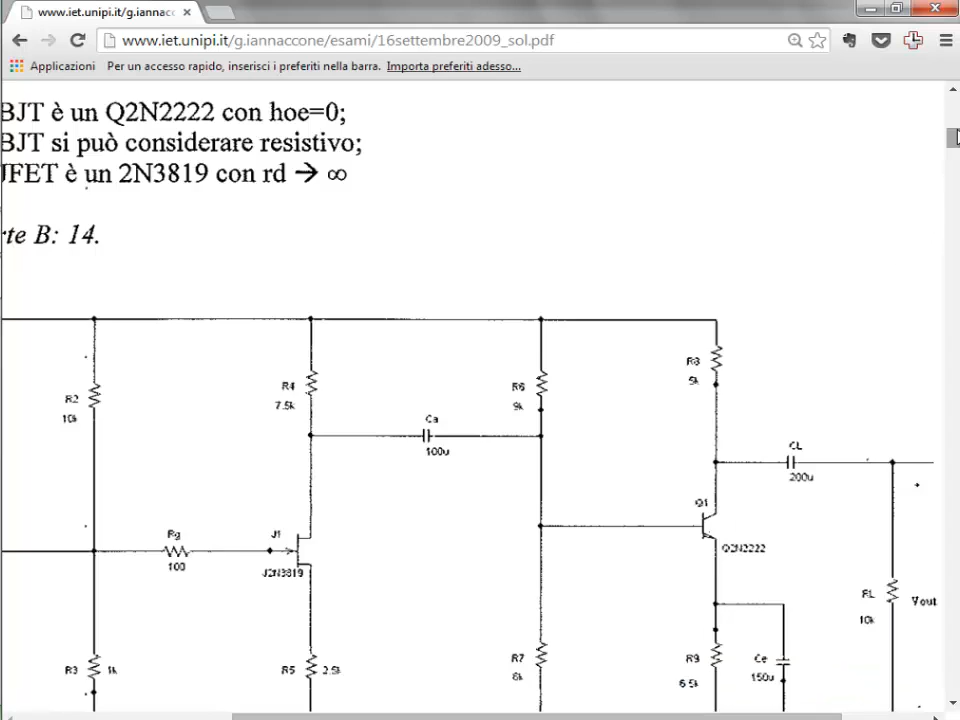 www.iet.unipi.it/g.iannacc
www.iet.unipi.it/g.iannaccone/esami/16settembre2009_sol.pdf
Applicazioni Per un accesso rapido, inserisci i preferiti nella barra. Importa preferiti adesso...
BJT è un Q2N2222 con hoe=0;
BJT si può considerare resistivo;
JFET è un 2N3819 con rd → ∞
rte B: 14.
R2
10k
R4
7.5k
R6
9k
5k
Ca
100u
CL
200u
Rg
100
J1
J2N3819
Q1
Q2N2222
RL
10k
Vout
R3 1k
R5 2.5k
R7
R9
6.5k
Ce
150u